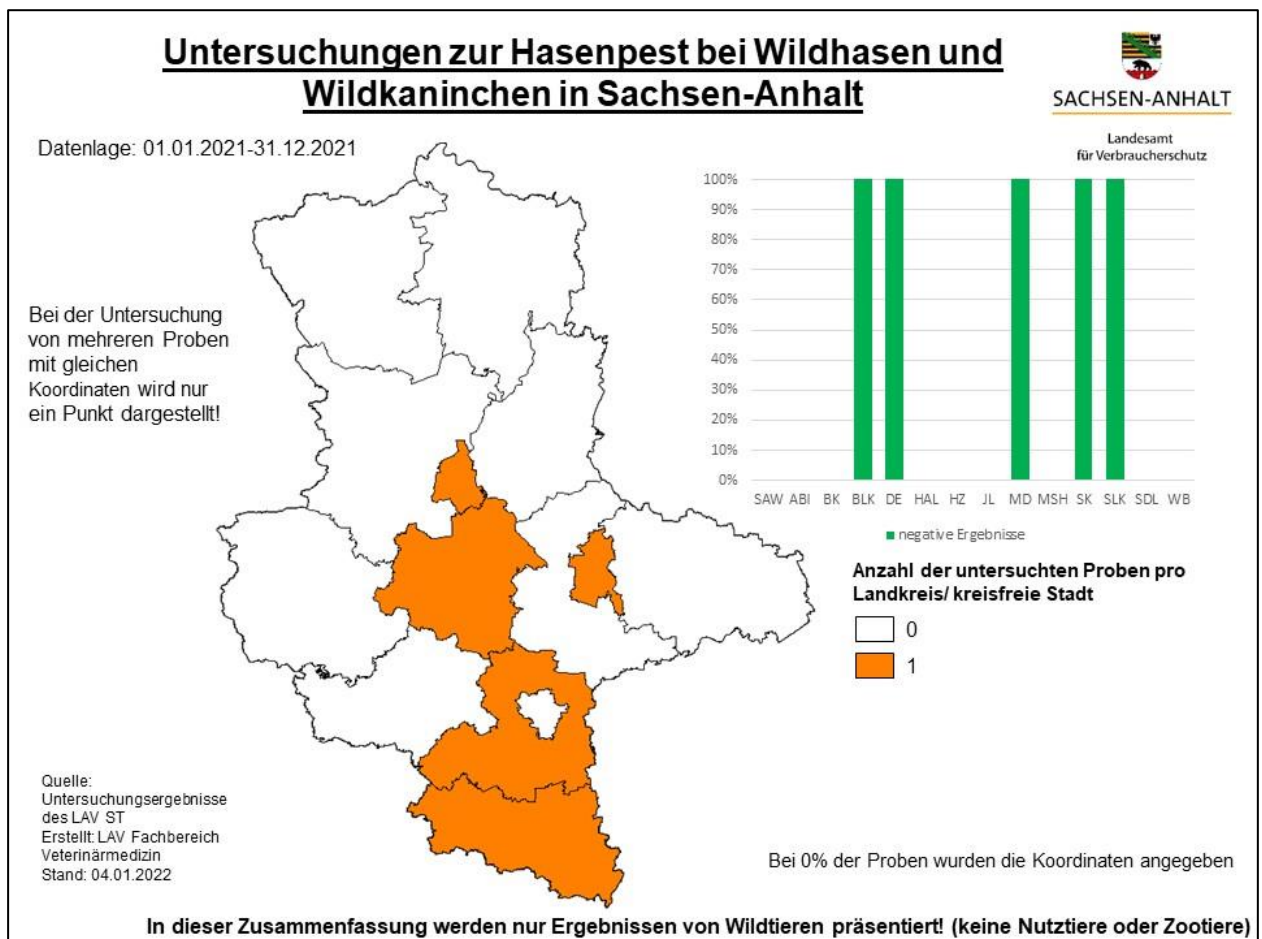 Untersuchungen zur Hasenpest bei Wildhasen und
Wildkaninchen in Sachsen-Anhalt
SACHSEN-ANHALT
Landesamt
für Verbraucherschutz
Datenlage: 01.01.2021-31.12.2021
Bei der Untersuchung
von mehreren Proben
mit gleichen
Koordinaten wird nur
ein Punkt dargestellt!
100%
90%
80%
70%
60%
50%
40%
30%
20%
10%
0%
SAW ABI BK BLK DE HAL HZ JL MD MSH SK SLK SDL WB
negative Ergebnisse
Anzahl der untersuchten Proben pro
Landkreis/ kreisfreie Stadt
0
1
Quelle:
Untersuchungsergebnisse
des LAV ST
Erstellt: LAV Fachbereich
Veterinärmedizin
Stand: 04.01.2022
Bei 0% der Proben wurden die Koordinaten angegeben
In dieser Zusammenfassung werden nur Ergebnissen von Wildtieren präsentiert! (keine Nutztiere oder Zootiere)